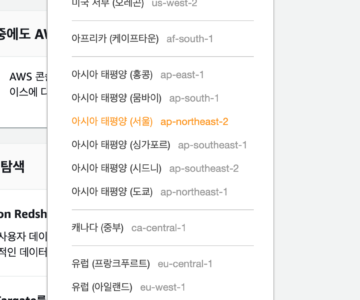 미국 서부 (오레곤) us-west-2
중에도 AW
아프리카 (케이프타운) af-south-1
AWS 콘솔
이스에 다
아시아 태평양 (홍콩) ap-east-1
아시아 태평양 (뭄바이) ap-south-1
아시아 태평양 (서울) ap-northeast-2
아시아 태평양 (싱가포르) ap-southeast-1
아시아 태평양 (시드니) ap-southeast-2
아시아 태평양 (도쿄) ap-northeast-1
탐색
캐나다 (중부) ca-central-1
on Redsh
사용자 데이
적인 데이터
유럽 (프랑크푸르트) eu-central-1
유럽 (아일랜드) eu-west-1